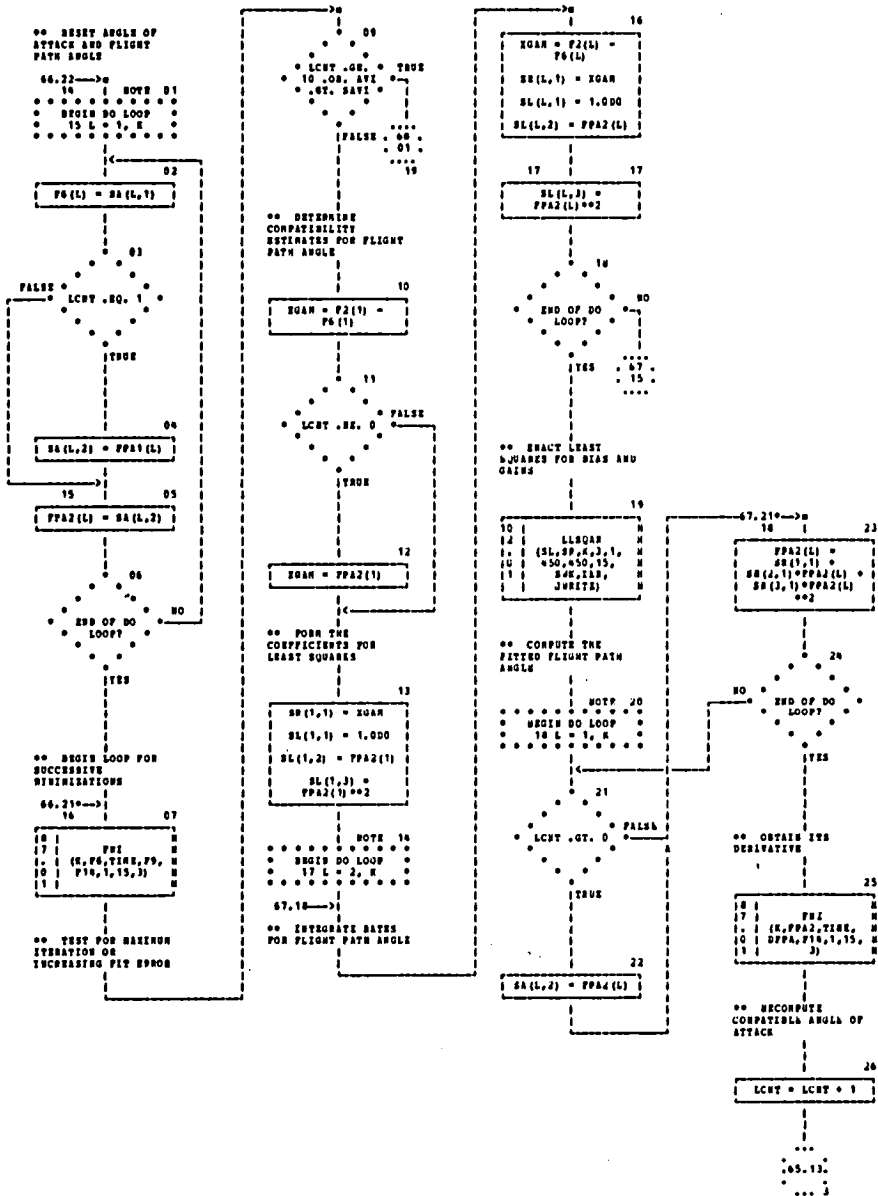 ** RESET ANGLE OF
ATTACK AND FLIGHT
PATH ANGLE
66.22
14 NOTE 01
BEGIN DO LOOP
15 L = 1, K
02
F6(L) = SA(L,1)
03
FALSE
LCNT .EQ. 1
TRUE
04
SA(L,2) = FPA1(L)
15 05
FPA2(L) = SA(L,2)
06
END OF DO
LOOP?
NO
YES
** BEGIN LOOP FOR
SUCCESSIVE
MINIMIZATIONS
66.21*
16 07
FNI
(K,F6,TIME,F9,
F14,1,15,J)
** TEST FOR MAXIMUM
ITERATION OR
INCREASING FIT ERROR
09
LCNT .GE.
10 .OR. AVI
.GT. SAVI
TRUE
FALSE
68
01
19
** DETERMINE
COMPATIBILITY
ESTIMATES FOR FLIGHT
PATH ANGLE
10
XGAM = F2(1) -
F6(1)
11
LCNT .NE. 0
FALSE
TRUE
12
XGAM = FPA2(1)
** FORM THE
COEFFICIENTS FOR
LEAST SQUARES
13
SR(1,1) = XGAM
SL(1,1) = 1.0D0
SL(1,2) = FPA2(1)
SL(1,3) =
FPA2(1)**2
NOTE 14
BEGIN DO LOOP
17 L = 2, K
67.18
** INTEGRATE RATES
FOR FLIGHT PATH ANGLE
16
XGAM = F2(L) -
F6(L)
SR(L,1) = XGAM
SL(L,1) = 1.0D0
SL(L,2) = FPA2(L)
17 17
SL(L,3) =
FPA2(L)**2
18
END OF DO
LOOP?
NO
YES
67
15
** ENACT LEAST
SQUARES FOR BIAS AND
GAINS
19
LLSQAR
(SL,SR,K,3,1,
450,450,15,
SWK,IER,
JWRITE)
** COMPUTE THE
FITTED FLIGHT PATH
ANGLE
NOTE 20
BEGIN DO LOOP
18 L = 1, K
21
LCNT .GT. 0
FALSE
TRUE
22
SA(L,2) = FPA2(L)
67.21*
18 23
FPA2(L) =
SR(1,1) +
SR(2,1)*FPA2(L) +
SR(3,1)*FPA2(L)
**2
24
NO
END OF DO
LOOP?
YES
** OBTAIN ITS
DERIVATIVE
25
FNI
(K,FPA2,TIME,
DFPA,F14,1,15,
J)
** RECOMPUTE
COMPATIBLE ANGLE OF
ATTACK
26
LCNT = LCNT + 1
65.13
3